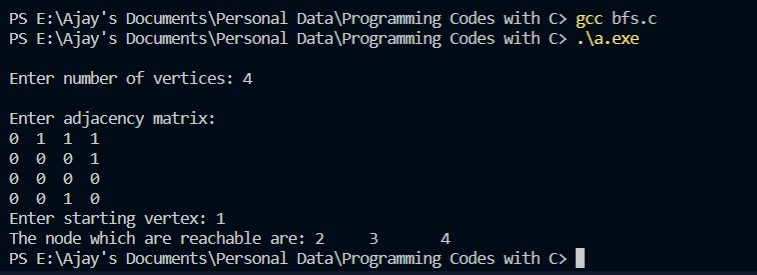 PS E:\Ajay's Documents\Personal Data\Programming Codes with C> gcc bfs.c
PS E:\Ajay's Documents\Personal Data\Programming Codes with C> .\a.exe
Enter number of vertices: 4
Enter adjacency matrix:
0 1 1 1
0 0 0 1
0 0 0 0
0 0 1 0
Enter starting vertex: 1
The node which are reachable are: 2 3 4
PS E:\Ajay's Documents\Personal Data\Programming Codes with C>